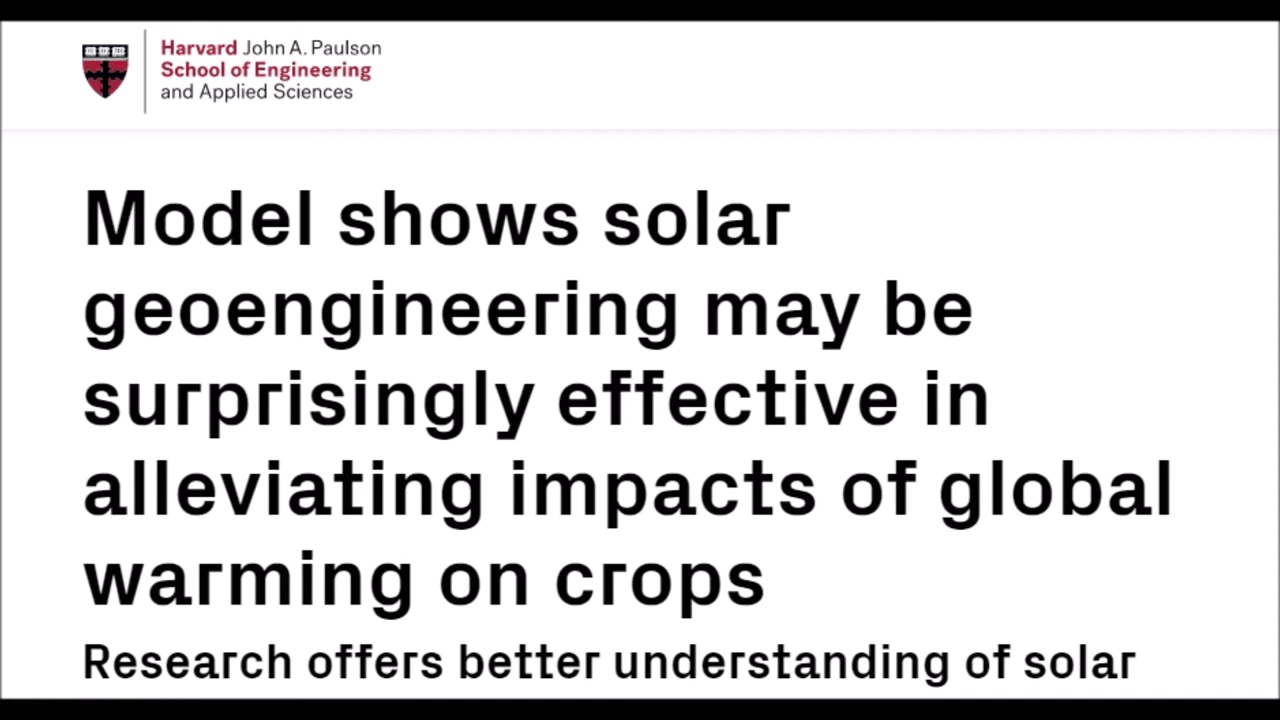 Harvard John A. Paulson
School of Engineering
and Applied Sciences
Model shows solar
geoengineering may be
surprisingly effective in
alleviating impacts of global
warming on crops
Research offers better understanding of solar